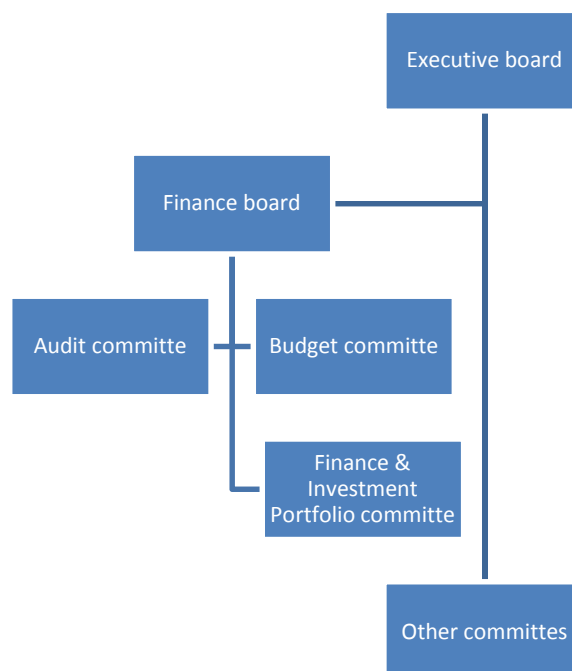 Executive board
Finance board
Audit committe
Budget committe
Finance &
Investment
Portfolio committe
Other committes